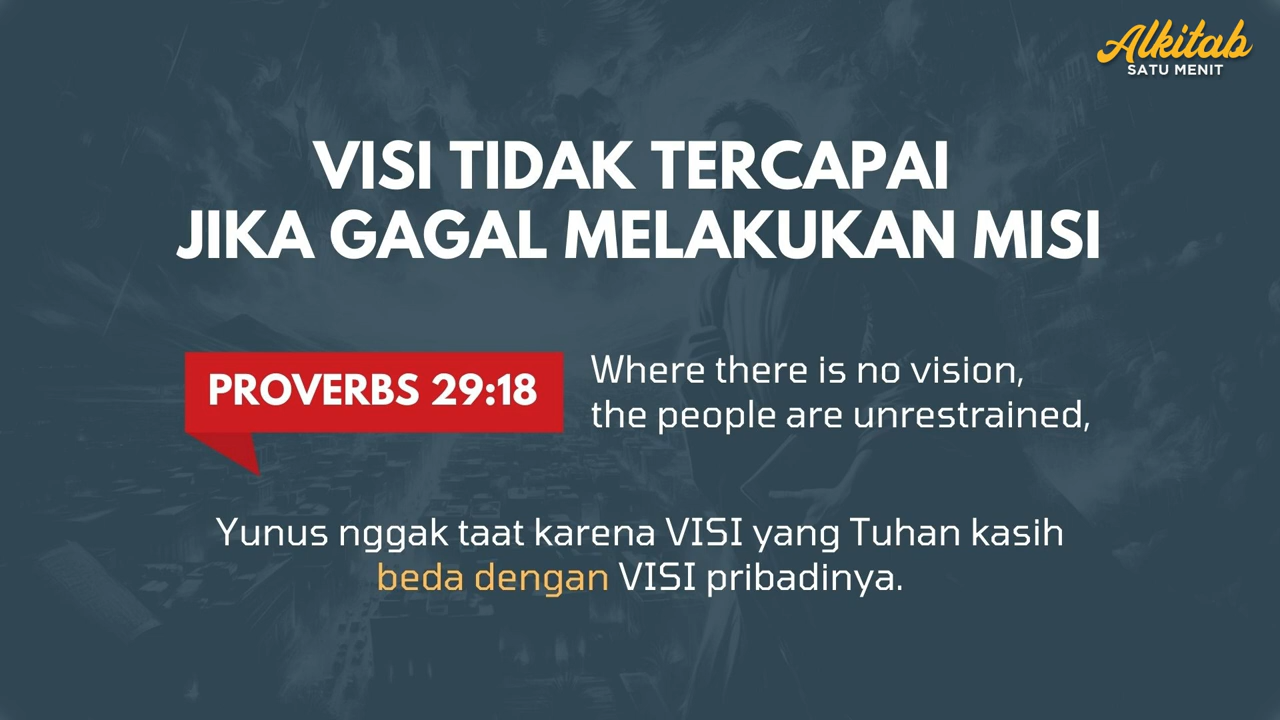 Alkitab
SATU MENIT
VISI TIDAK TERCAPAI
JIKA GAGAL MELAKUKAN MISI
PROVERBS 29:18
Where there is no vision,
the people are unrestrained,
Yunus nggak taat karena VISI yang Tuhan kasih
beda dengan VISI pribadinya.